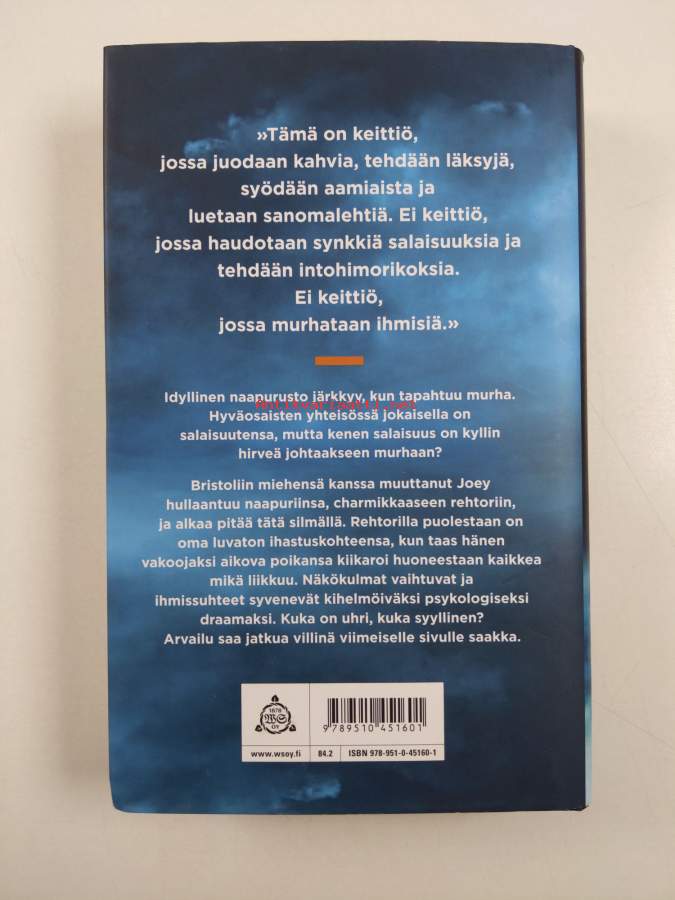 »Tämä on keittiö,
jossa juodaan kahvia, tehdään läksyjä,
syödään aamiaista ja
luetaan sanomalehtiä. Ei keittiö,
jossa haudotaan synkkiä salaisuuksia ja
tehdään intohimorikoksia.
Ei keittiö,
jossa murhataan ihmisiä.»
Idyllinen naapurusto järkkyy, kun tapahtuu murha.
Antikvariaatti.net
Hyväosaisten yhteisössä jokaisella on
salaisuutensa, mutta kenen salaisuus on kyllin
hirveä johtaakseen murhaan?
Bristoliin miehensä kanssa muuttanut Joey
hullaantuu naapuriinsa, charmikkaaseen rehtoriin,
ja alkaa pitää tätä silmällä. Rehtorilla puolestaan on
oma luvaton ihastuskohteensa, kun taas hänen
vakoojaksi aikova poikansa kiikaroi huoneestaan kaikkea
mikä liikkuu. Näkökulmat vaihtuvat ja
ihmissuhteet syvenevät kihelmöiväksi psykologiseksi
draamaksi. Kuka on uhri, kuka syyllinen?
Arvailu saa jatkua villinä viimeiselle sivulle saakka.
1878
WS
OY
9 789510 451601
www.wsoy.fi
84.2
ISBN 978-951-0-45160-1